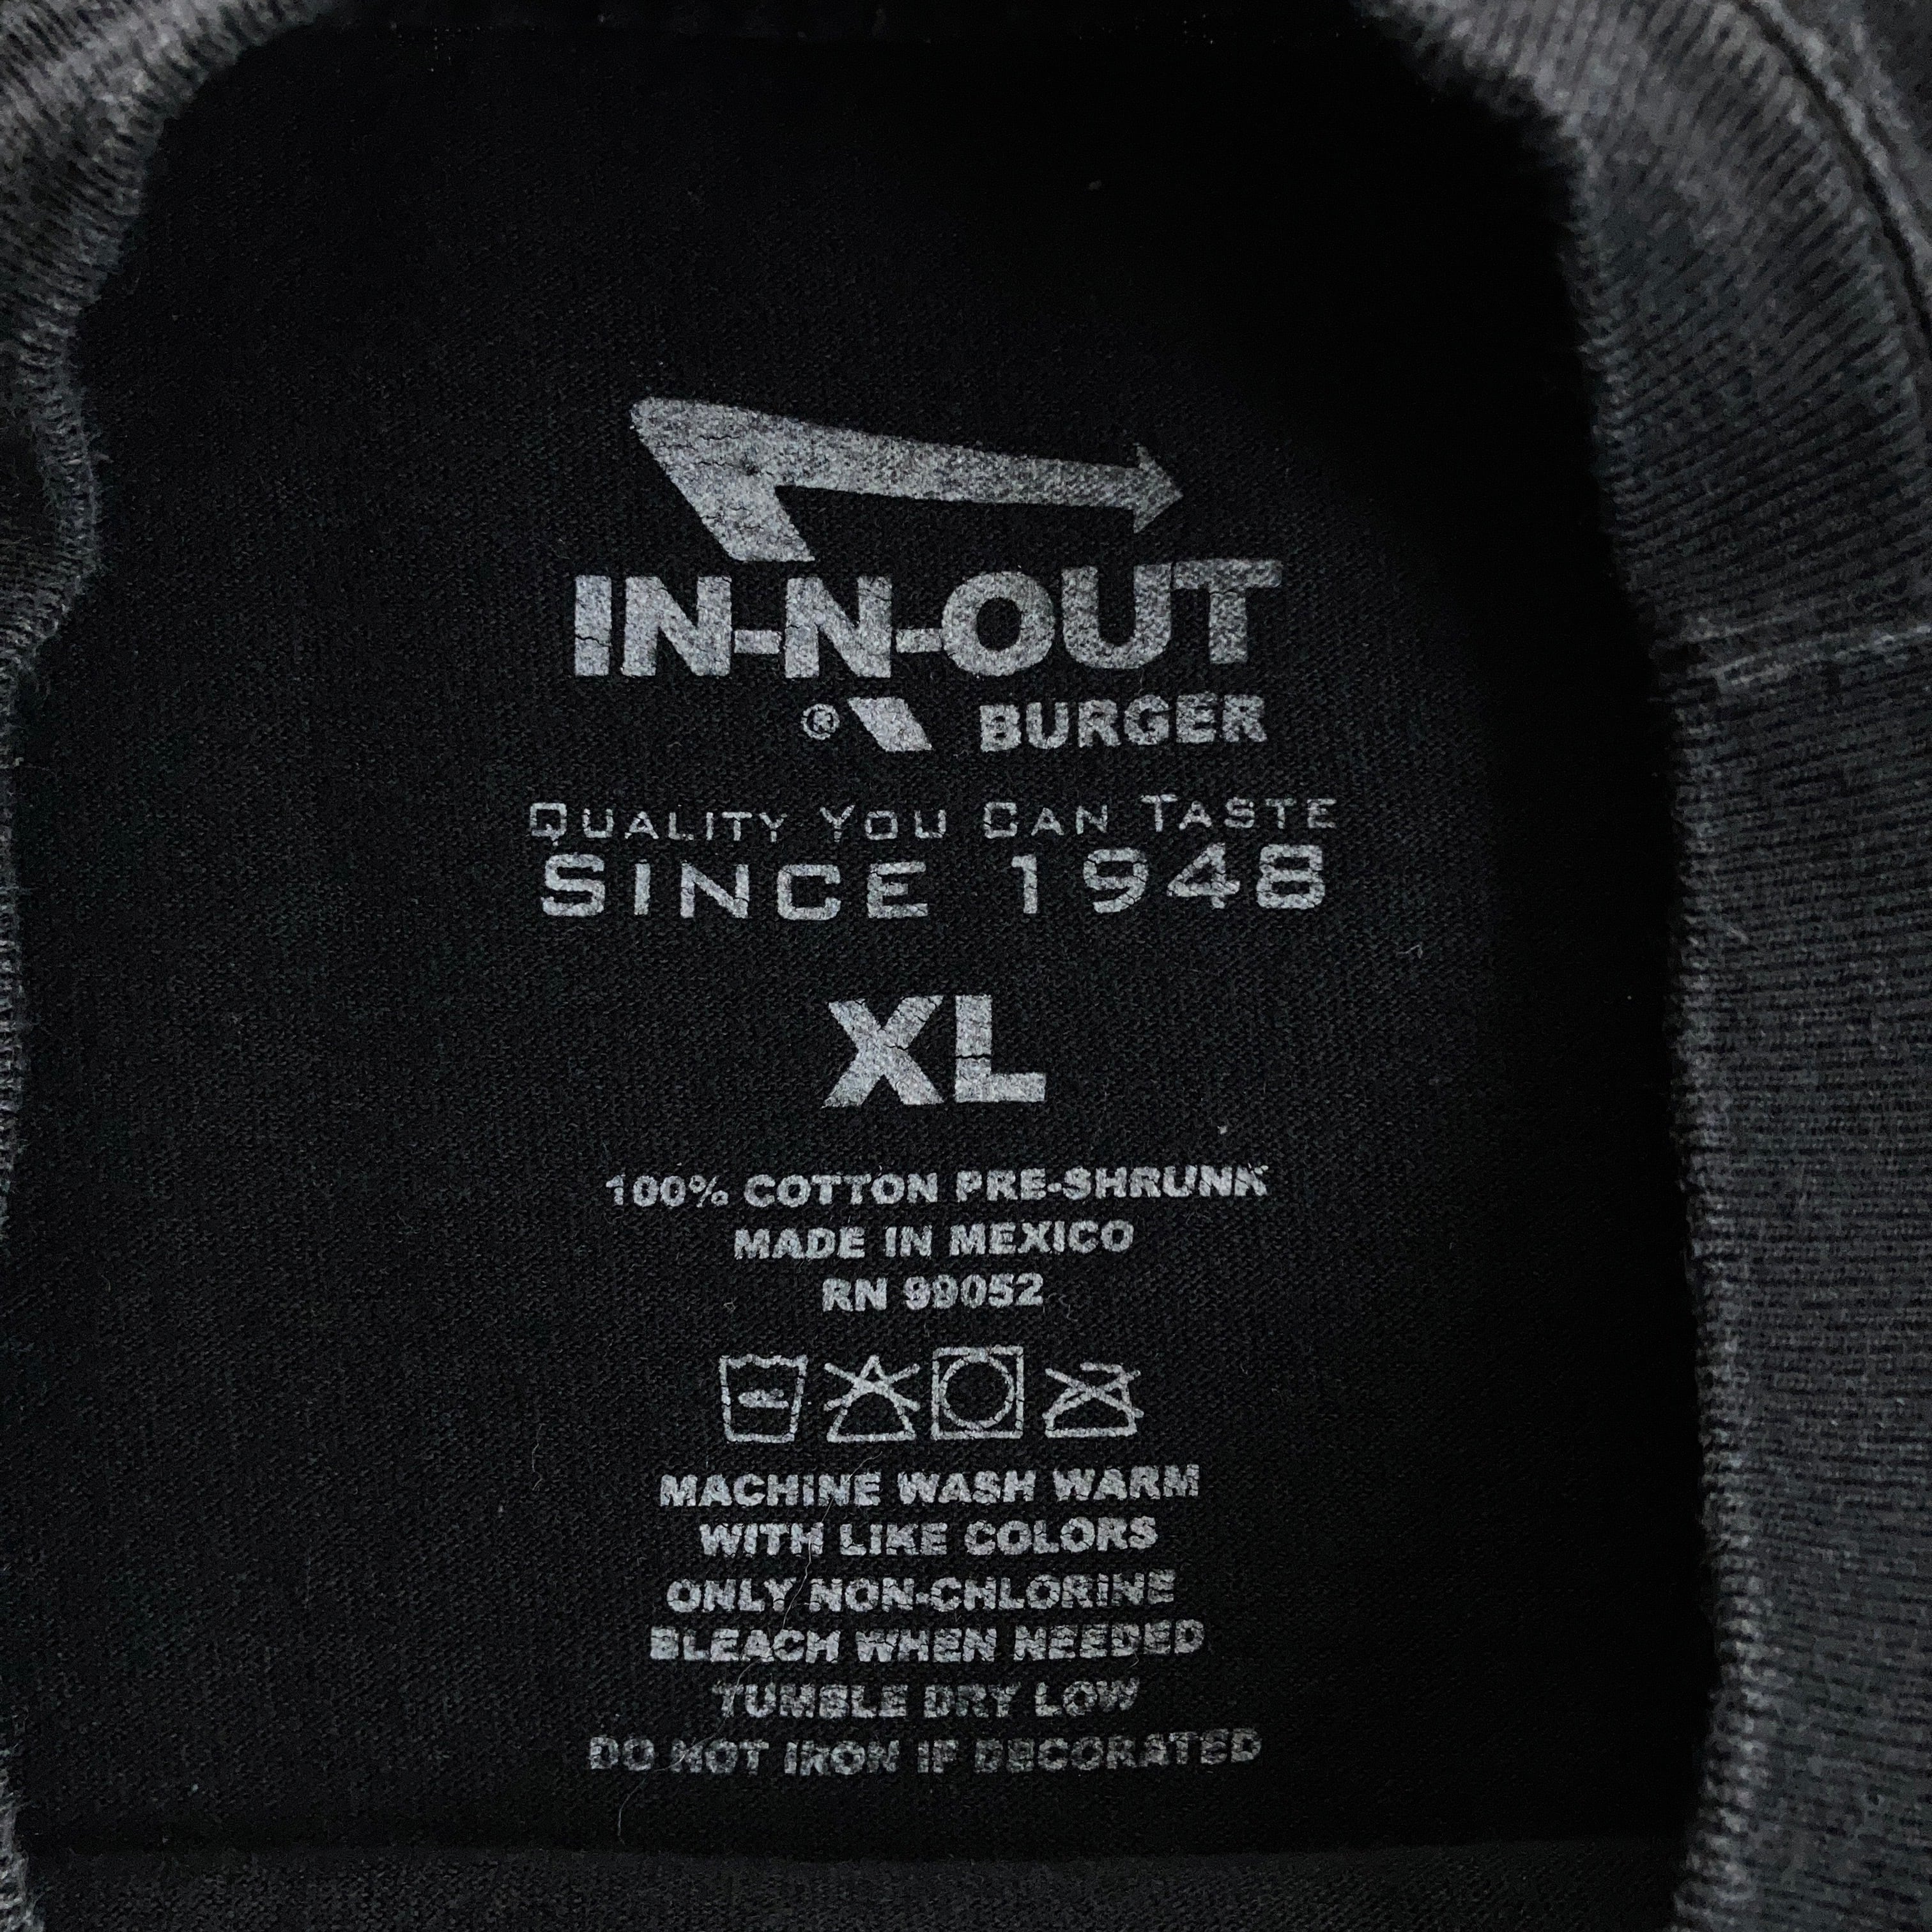 IN-N-OUT
® BURGER
QUALITY YOU CAN TASTE
SINCE 1948
XL
100% COTTON PRE-SHRUNK
MADE IN MEXICO
RN 99052
MACHINE WASH WARM
WITH LIKE COLORS
ONLY NON-CHLORINE
BLEACH WHEN NEEDED
TUMBLE DRY LOW
DO NOT IRON IF DECORATED